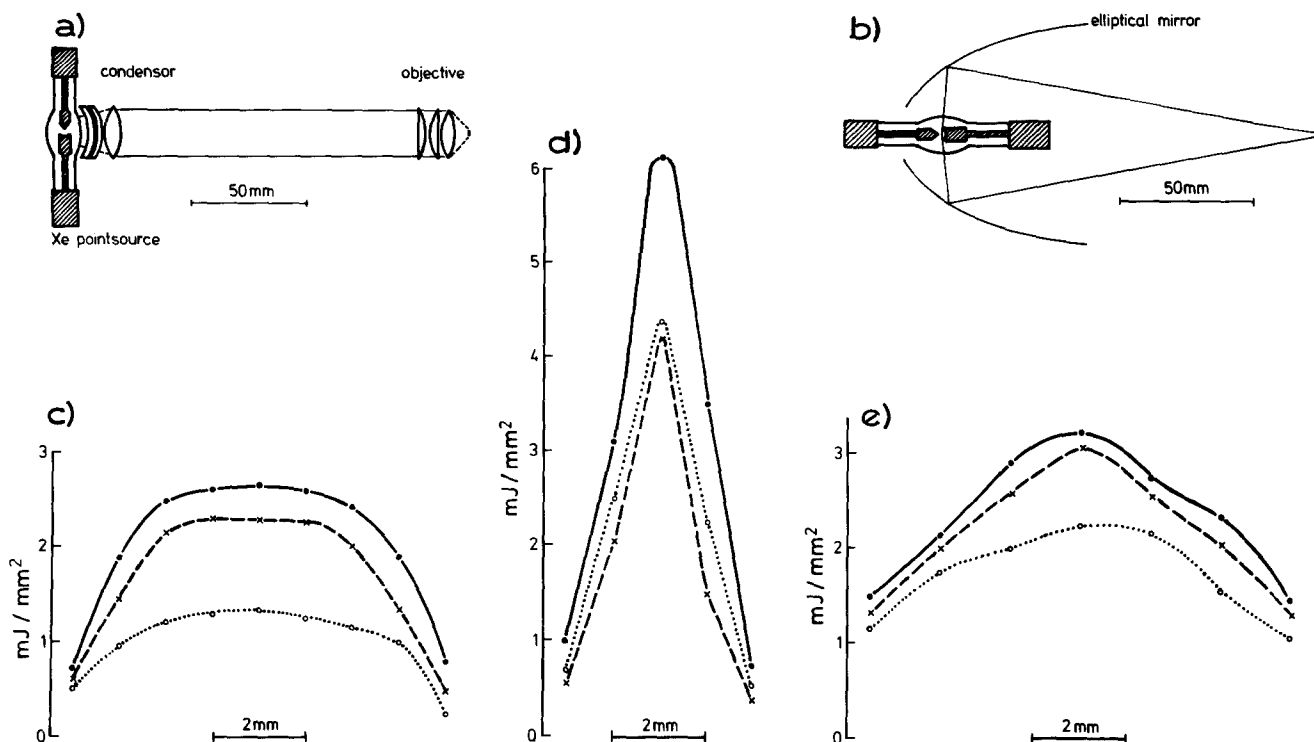 a)
condensor
objective
50mm
Xe pointsource
b)
elliptical mirror
50mm
c)
mJ / mm²
3
2
1
0
2mm
d)
mJ / mm²
6
5
4
3
2
1
0
2mm
e)
mJ / mm²
3
2
1
0
2mm